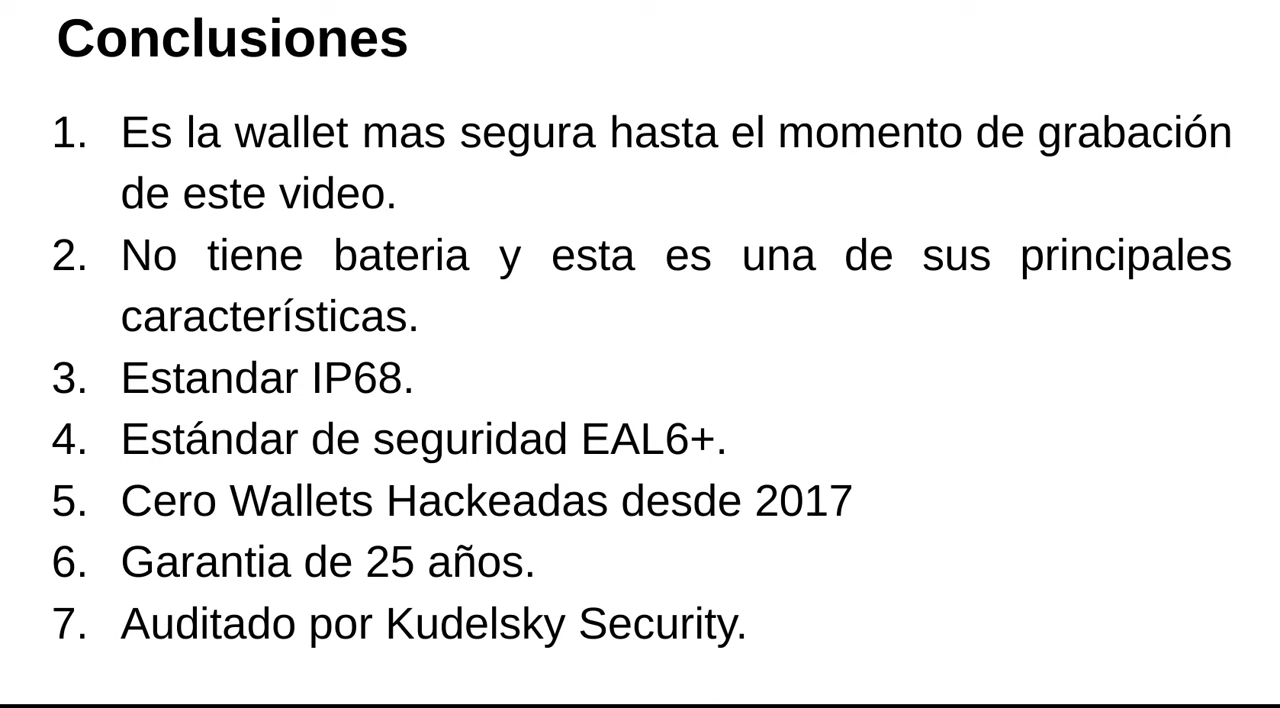 Conclusiones
1. Es la wallet mas segura hasta el momento de grabación
de este video.
2. No tiene bateria y esta es una de sus principales
características.
3. Estandar IP68.
4. Estándar de seguridad EAL6+.
5. Cero Wallets Hackeadas desde 2017
6. Garantia de 25 años.
7. Auditado por Kudelsky Security.